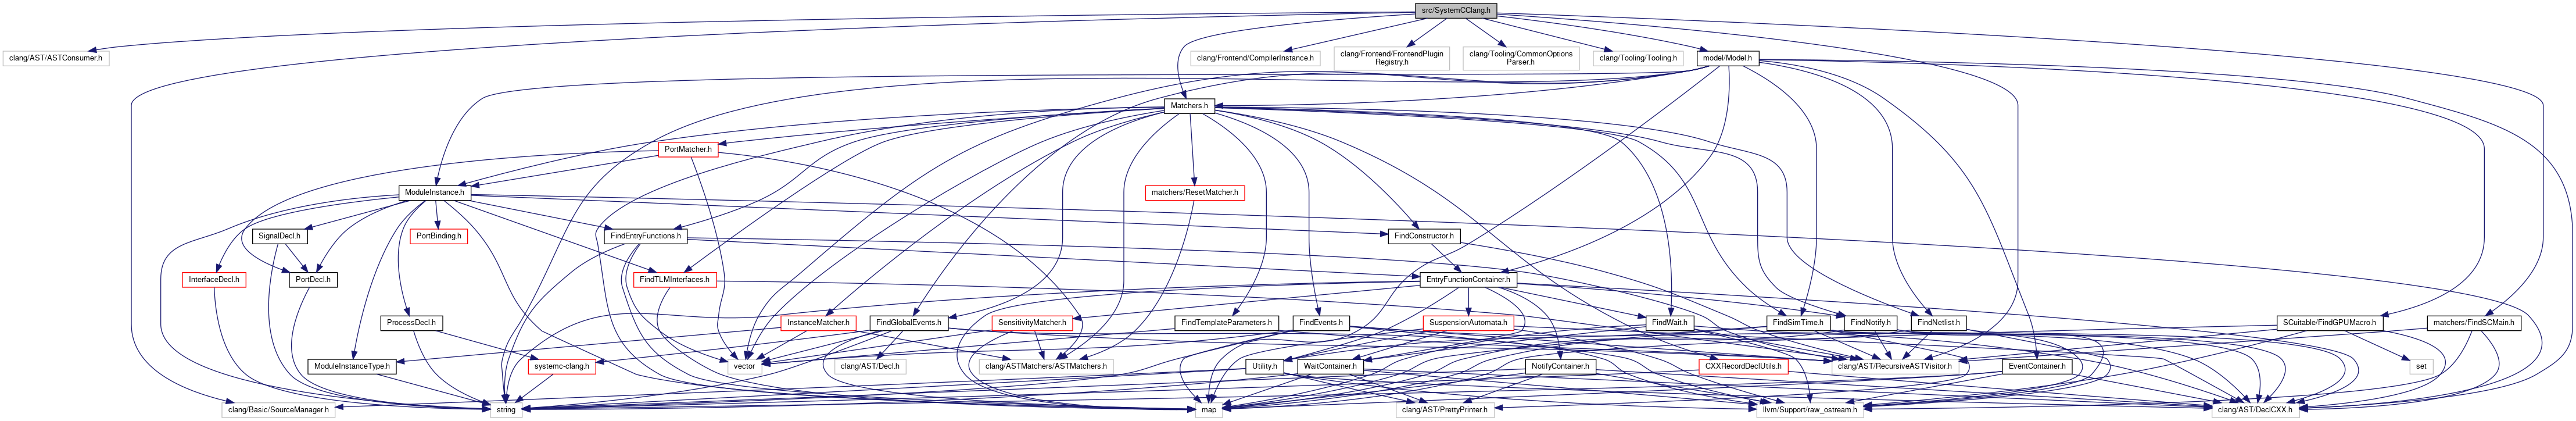 src/SystemCClang.h
clang/AST/ASTConsumer.h
clang/Frontend/CompilerInstance.h
clang/Frontend/FrontendPlugin
Registry.h
clang/Tooling/CommonOptions
Parser.h
clang/Tooling/Tooling.h
model/Model.h
Matchers.h
PortMatcher.h
ModuleInstance.h
matchers/ResetMatcher.h
SignalDecl.h
PortBinding.h
FindEntryFunctions.h
FindConstructor.h
InterfaceDecl.h
PortDecl.h
FindTLMInterfaces.h
EntryFunctionContainer.h
ProcessDecl.h
InstanceMatcher.h
FindGlobalEvents.h
SensitivityMatcher.h
FindTemplateParameters.h
FindEvents.h
SuspensionAutomata.h
FindWait.h
FindSimTime.h
FindNotify.h
FindNetlist.h
SCuitable/FindGPUMacro.h
matchers/FindSCMain.h
ModuleInstanceType.h
systemc-clang.h
vector
clang/AST/Decl.h
clang/ASTMatchers/ASTMatchers.h
Utility.h
WaitContainer.h
NotifyContainer.h
CXXRecordDeclUtils.h
clang/AST/RecursiveASTVisitor.h
EventContainer.h
set
clang/Basic/SourceManager.h
string
map
clang/AST/PrettyPrinter.h
llvm/Support/raw_ostream.h
clang/AST/DeclCXX.h